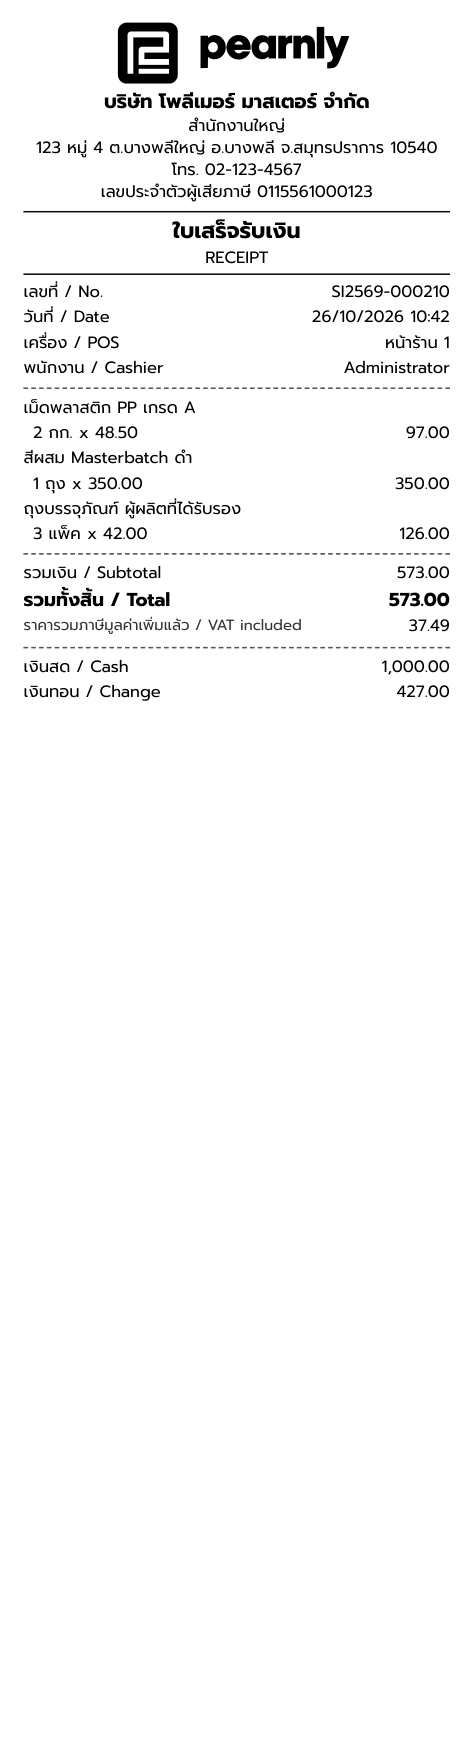 pearnly
บริษัท โพลีเมอร์ มาสเตอร์ จำกัด
สำนักงานใหญ่
123 หมู่ 4 ต.บางพลีใหญ่ อ.บางพลี จ.สมุทรปราการ 10540
โทร. 02-123-4567
เลขประจำตัวผู้เสียภาษี 0115561000123
ใบเสร็จรับเงิน
RECEIPT
เลขที่ / No. SI2569-000210
วันที่ / Date 26/10/2026 10:42
เครื่อง / POS หน้าร้าน 1
พนักงาน / Cashier Administrator
เม็ดพลาสติก PP เกรด A
2 กก. x 48.50 97.00
สีผสม Masterbatch ดำ
1 ถุง x 350.00 350.00
ถุงบรรจุภัณฑ์ ผู้ผลิตที่ได้รับรอง
3 แพ็ค x 42.00 126.00
รวมเงิน / Subtotal 573.00
รวมทั้งสิ้น / Total 573.00
ราคารวมภาษีมูลค่าเพิ่มแล้ว / VAT included 37.49
เงินสด / Cash 1,000.00
เงินทอน / Change 427.00